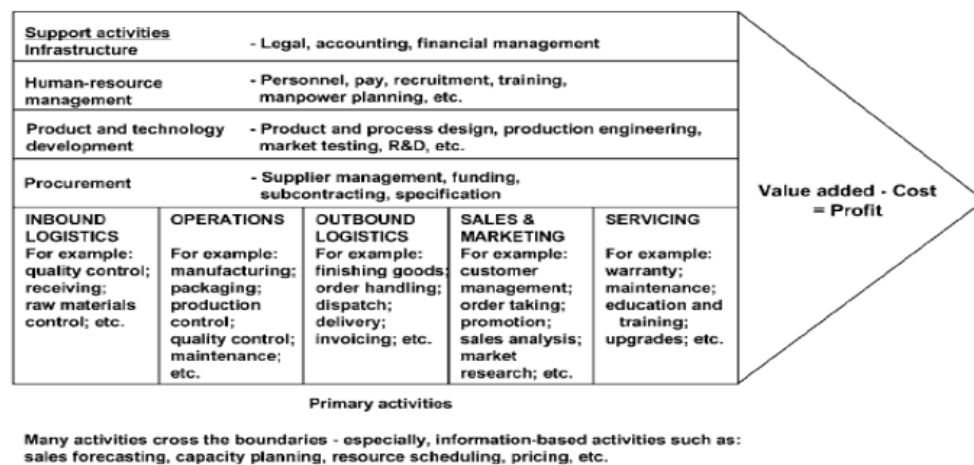 Support activities
Infrastructure - Legal, accounting, financial management
Human-resource - Personnel, pay, recruitment, training,
management manpower planning, etc.
Product and technology - Product and process design, production engineering,
development market testing, R&D, etc.
Procurement - Supplier management, funding,
subcontracting, specification
Value added - Cost
= Profit
INBOUND
LOGISTICS
For example:
quality control;
receiving;
raw materials
control; etc.
OPERATIONS
For example:
manufacturing;
packaging;
production
control;
quality control;
maintenance;
etc.
OUTBOUND
LOGISTICS
For example:
finishing goods;
order handling;
dispatch;
delivery;
invoicing; etc.
SALES &
MARKETING
For example:
customer
management;
order taking;
promotion;
sales analysis;
market
research; etc.
SERVICING
For example:
warranty;
maintenance;
education and
training;
upgrades; etc.
Primary activities
Many activities cross the boundaries - especially, information-based activities such as:
sales forecasting, capacity planning, resource scheduling, pricing, etc.